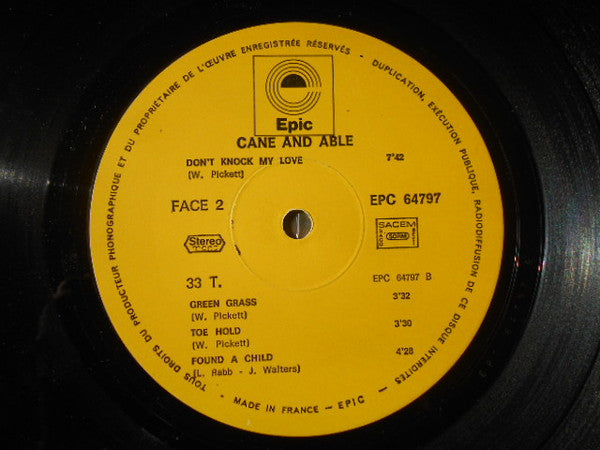 TOUS DROITS DU PRODUCTEUR PHONOGRAPHIQUE ET DU PROPRIÉTAIRE DE L'ŒUVRE ENREGISTRÉE RÉSERVÉS - DUPLICATION, EXÉCUTION PUBLIQUE, RADIODIFFUSION DE CE DISQUE INTERDITES -
Epic
CANE AND ABLE
DON'T KNOCK MY LOVE 7'42
(W. Pickett)
FACE 2 EPC 64797
Stereo
SACEM
33 T. EPC 64797 B
GREEN GRASS 3'32
(W. Pickett)
TOE HOLD 3'30
(W. Pickett)
FOUND A CHILD 4'28
(L. Rabb - J. Walters)
MADE IN FRANCE - EPIC